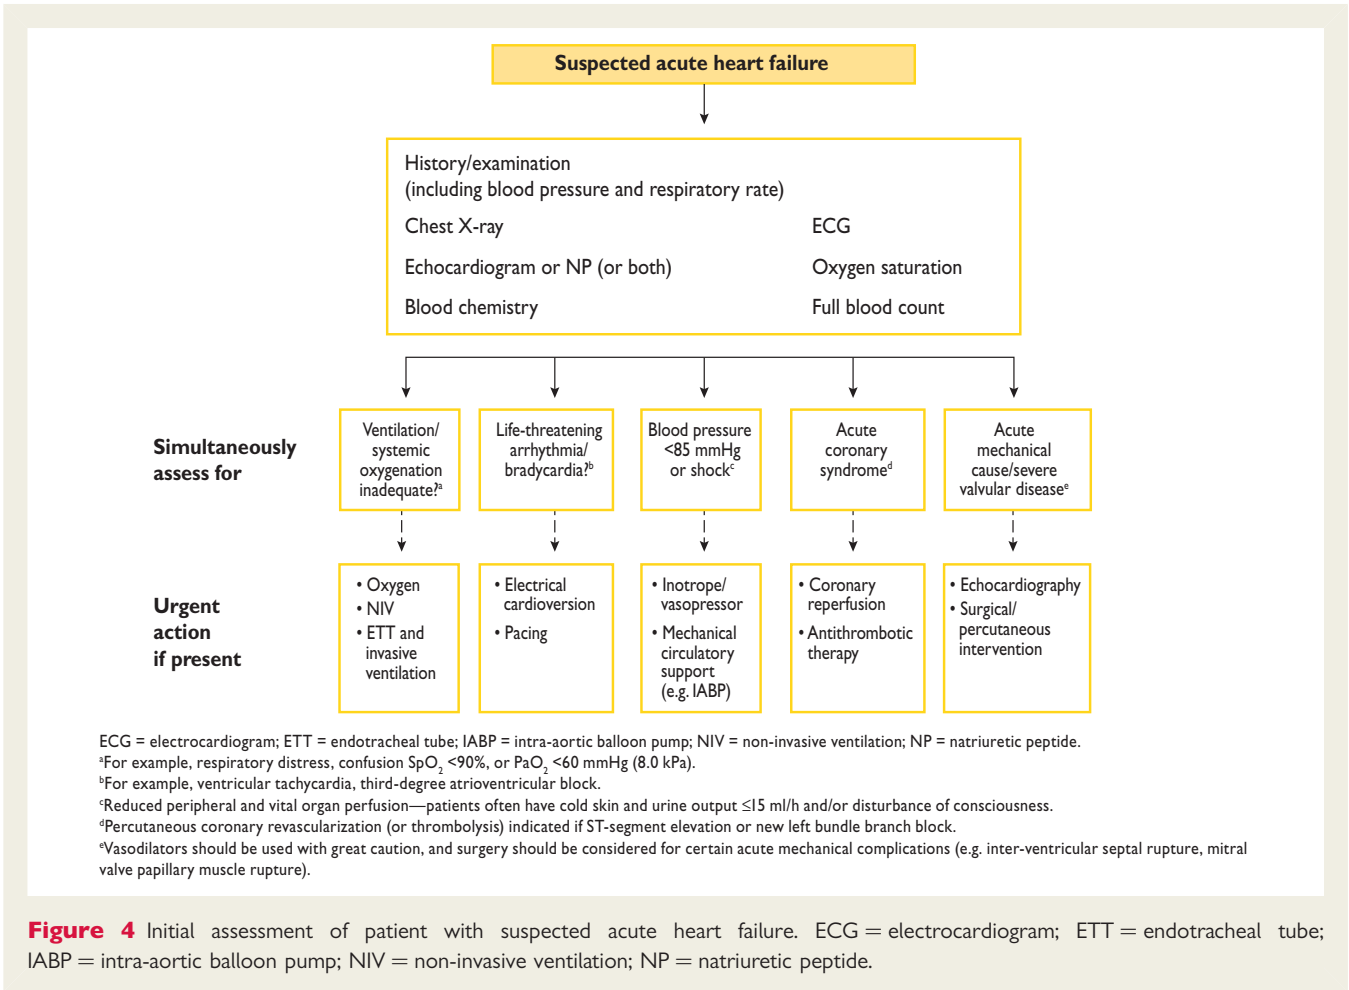 Suspected acute heart failure
History/examination
(including blood pressure and respiratory rate)
Chest X-ray
ECG
Echocardiogram or NP (or both)
Oxygen saturation
Blood chemistry
Full blood count
Simultaneously
assess for
Ventilation/
systemic
oxygenation
inadequate?ᵃ
Life-threatening
arrhythmia/
bradycardia?ᵇ
Blood pressure
<85 mmHg
or shockᶜ
Acute
coronary
syndromeᵈ
Acute
mechanical
cause/severe
valvular diseaseᵉ
Urgent
action
if present
• Oxygen
• NIV
• ETT and
invasive
ventilation
• Electrical
cardioversion
• Pacing
• Inotrope/
vasopressor
• Mechanical
circulatory
support
(e.g. IABP)
• Coronary
reperfusion
• Antithrombotic
therapy
• Echocardiography
• Surgical/
percutaneous
intervention
ECG = electrocardiogram; ETT = endotracheal tube; IABP = intra-aortic balloon pump; NIV = non-invasive ventilation; NP = natriuretic peptide.
ᵃFor example, respiratory distress, confusion SpO₂ <90%, or PaO₂ <60 mmHg (8.0 kPa).
ᵇFor example, ventricular tachycardia, third-degree atrioventricular block.
ᶜReduced peripheral and vital organ perfusion—patients often have cold skin and urine output ≤15 ml/h and/or disturbance of consciousness.
ᵈPercutaneous coronary revascularization (or thrombolysis) indicated if ST-segment elevation or new left bundle branch block.
ᵉVasodilators should be used with great caution, and surgery should be considered for certain acute mechanical complications (e.g. inter-ventricular septal rupture, mitral
valve papillary muscle rupture).
Figure 4 Initial assessment of patient with suspected acute heart failure. ECG = electrocardiogram; ETT = endotracheal tube;
IABP = intra-aortic balloon pump; NIV = non-invasive ventilation; NP = natriuretic peptide.